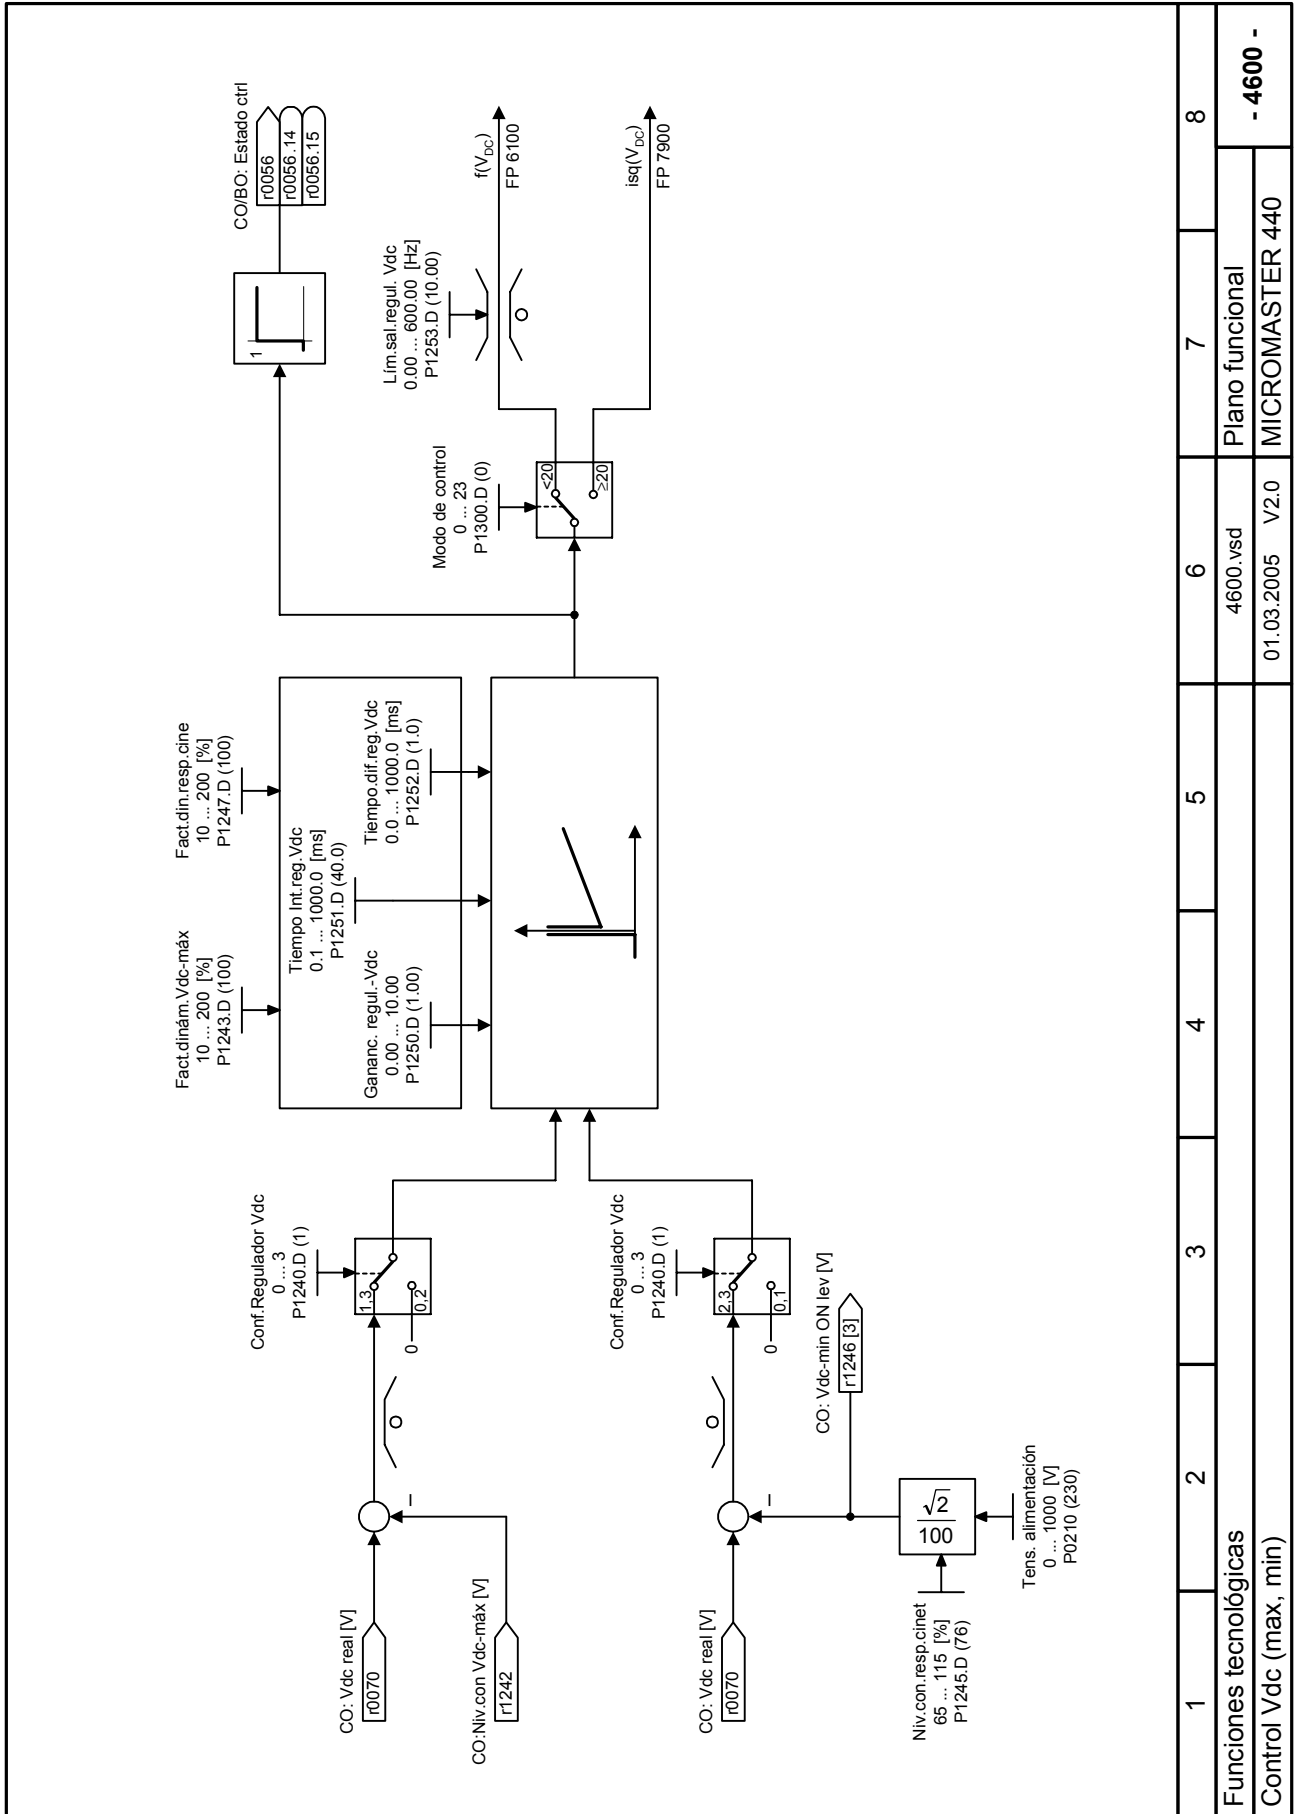 CO: Vdc real [V]
r0070
CO:Niv.con Vdc-máx [V]
r1242
–
Conf.Regulador Vdc
0 ... 3
P1240.D (1)
1,3
0,2
0
CO: Vdc real [V]
r0070
–
Conf.Regulador Vdc
0 ... 3
P1240.D (1)
2,3
0,1
0
CO: Vdc-min ON lev [V]
r1246 [3]
Niv.con.resp.cinet
65 ... 115 [%]
P1245.D (76)
√2
100
Tens. alimentación
0 ... 1000 [V]
P0210 (230)
Fact.dinám.Vdc-máx
10 ... 200 [%]
P1243.D (100)
Fact.din.resp.cine
10 ... 200 [%]
P1247.D (100)
Tiempo Int.reg.Vdc
0.1 ... 1000.0 [ms]
P1251.D (40.0)
Gananc. regul.-Vdc
0.00 ... 10.00
P1250.D (1.00)
Tiempo.dif.reg.Vdc
0.0 ... 1000.0 [ms]
P1252.D (1.0)
Modo de control
0 ... 23
P1300.D (0)
<20
≥20
1
CO/BO: Estado ctrl
r0056
r0056.14
r0056.15
Lím.sal.regul. Vdc
0.00 ... 600.00 [Hz]
P1253.D (10.00)
f(VDC)
FP 6100
isq(VDC)
FP 7900
1 2 3 4 5 6 7 8
Funciones tecnológicas 4600.vsd Plano funcional
- 4600 -
Control Vdc (max, min) 01.03.2005 V2.0 MICROMASTER 440